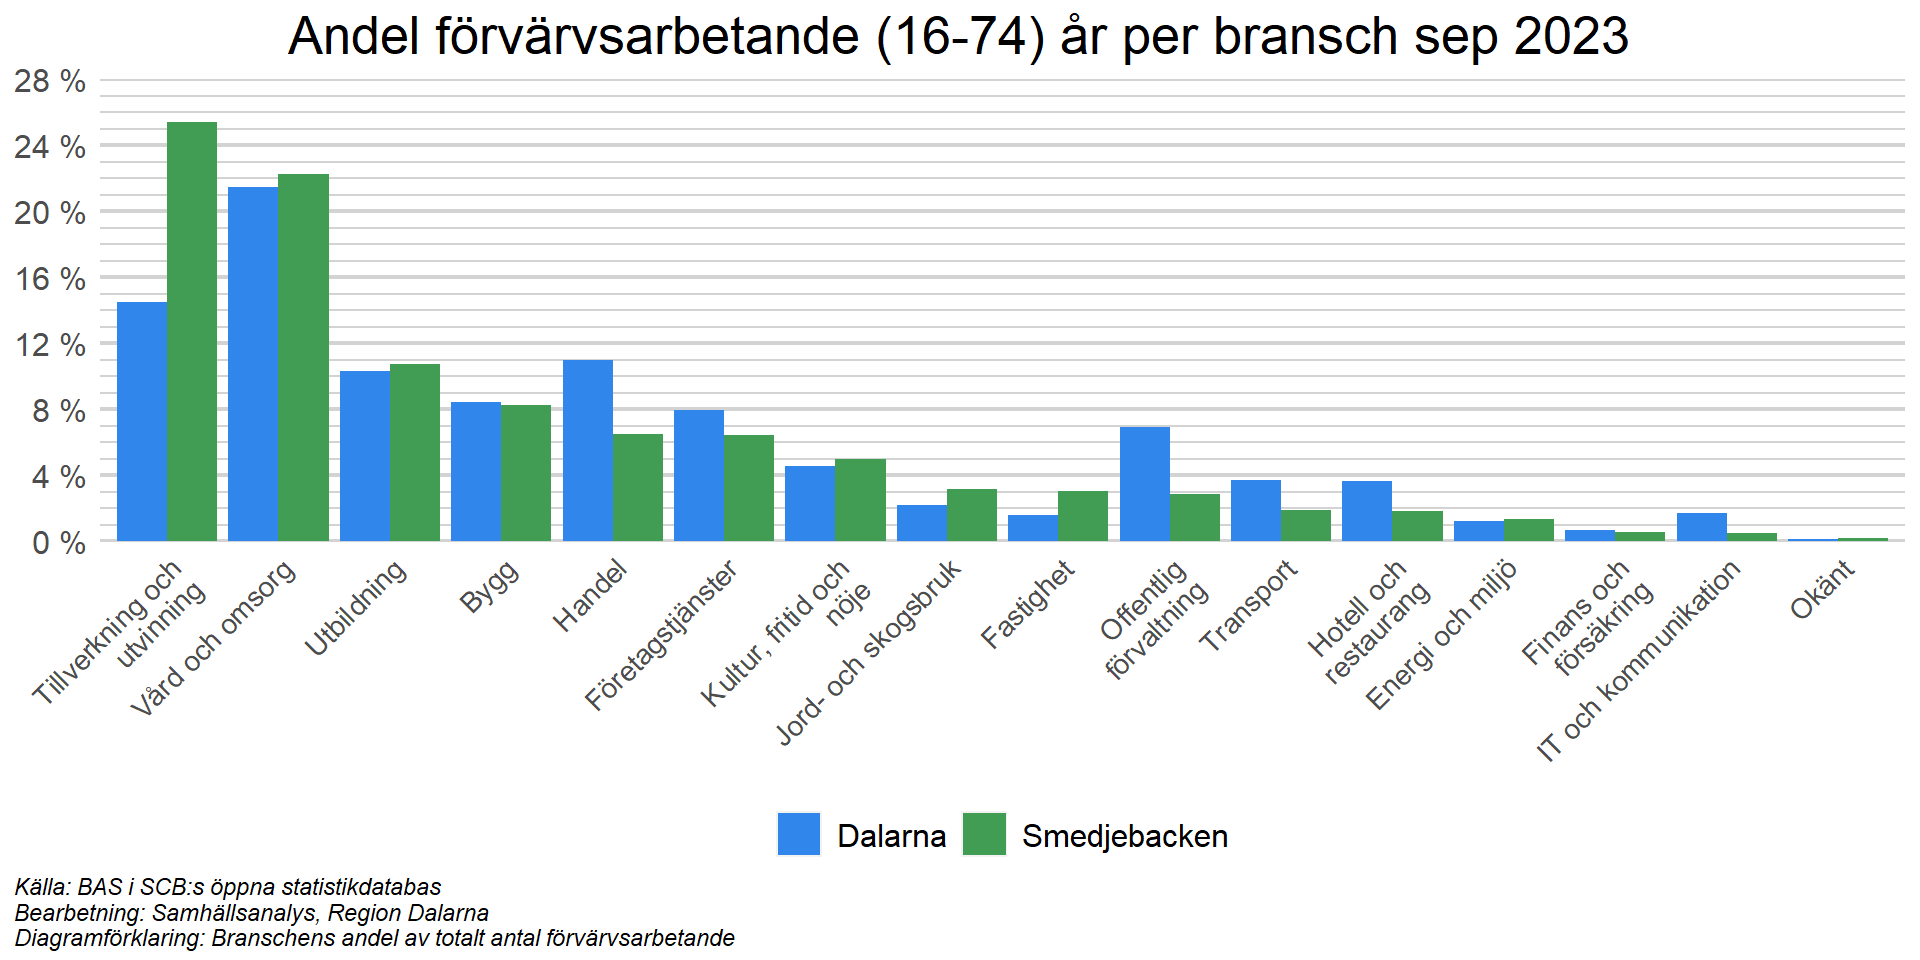 Andel förvärvsarbetande (16-74) år per bransch sep 2023
28 %
24 %
20 %
16 %
12 %
8 %
4 %
0 %
Tillverkning och
utvinning
Vård och omsorg
Utbildning
Bygg
Handel
Företagstjänster
Kultur, fritid och
nöje
Jord- och skogsbruk
Fastighet
Offentlig
förvaltning
Transport
Hotell och
restaurang
Energi och miljö
Finans och
försäkring
IT och kommunikation
Okänt
Dalarna
Smedjebacken
Källa: BAS i SCB:s öppna statistikdatabas
Bearbetning: Samhällsanalys, Region Dalarna
Diagramförklaring: Branschens andel av totalt antal förvärvsarbetande